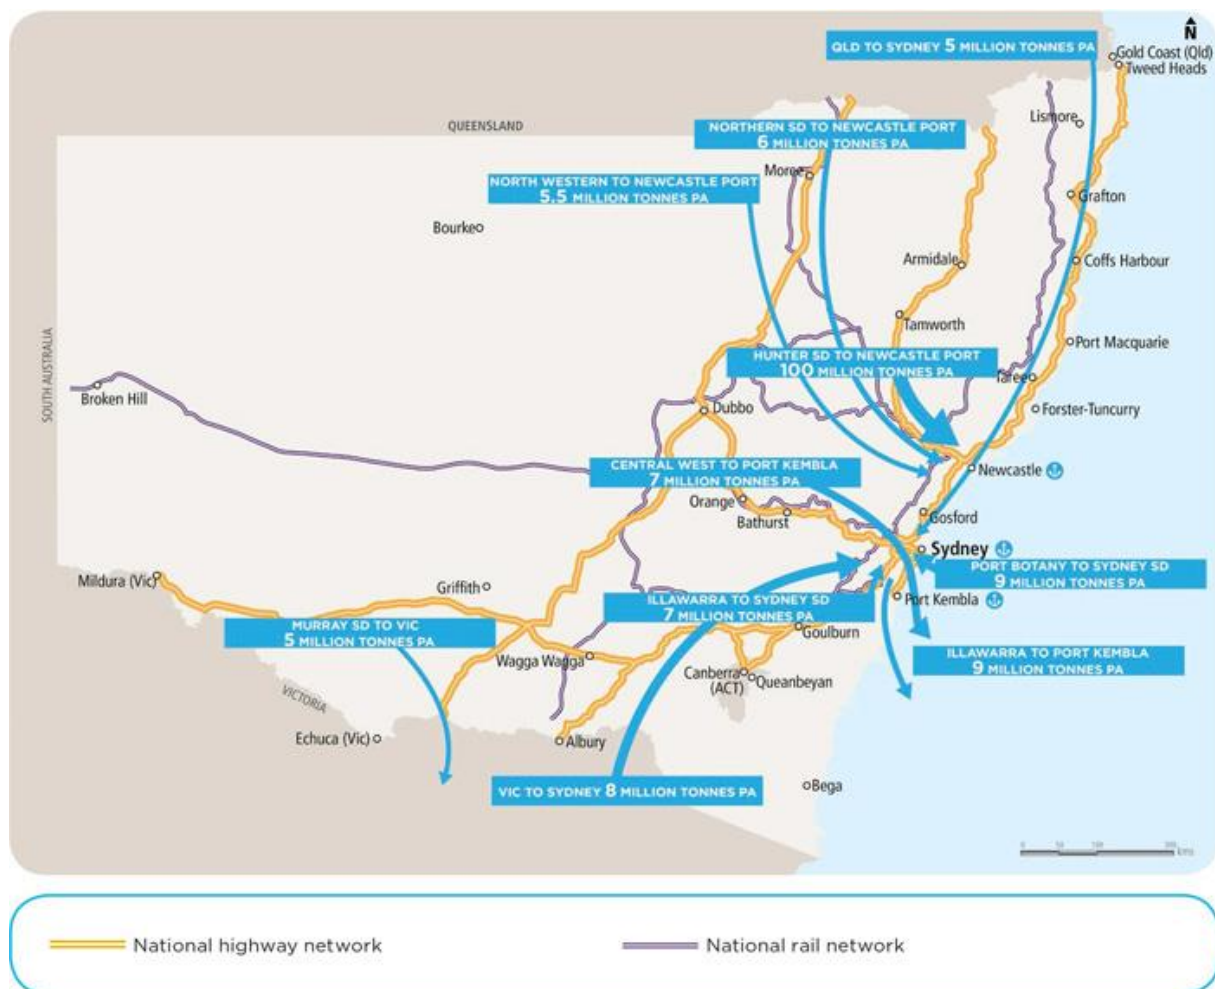 N
QLD TO SYDNEY 5 MILLION TONNES PA
Gold Coast (Qld)
Tweed Heads
Lismore
QUEENSLAND
NORTHERN SD TO NEWCASTLE PORT
6 MILLION TONNES PA
Moree
NORTH WESTERN TO NEWCASTLE PORT
5.5 MILLION TONNES PA
Grafton
Bourke
Armidale
Coffs Harbour
Tamworth
SOUTH AUSTRALIA
Port Macquarie
HUNTER SD TO NEWCASTLE PORT
100 MILLION TONNES PA
Taree
Broken Hill
Dubbo
Forster-Tuncurry
CENTRAL WEST TO PORT KEMBLA
7 MILLION TONNES PA
Newcastle
Orange
Bathurst
Gosford
Sydney
PORT BOTANY TO SYDNEY SD
9 MILLION TONNES PA
Mildura (Vic)
Griffith
ILLAWARRA TO SYDNEY SD
7 MILLION TONNES PA
Port Kembla
MURRAY SD TO VIC
5 MILLION TONNES PA
Goulburn
ILLAWARRA TO PORT KEMBLA
9 MILLION TONNES PA
Wagga Wagga
Canberra
(ACT)
Queanbeyan
VICTORIA
Echuca (Vic)
Albury
VIC TO SYDNEY 8 MILLION TONNES PA
Bega
kms
National highway network
National rail network